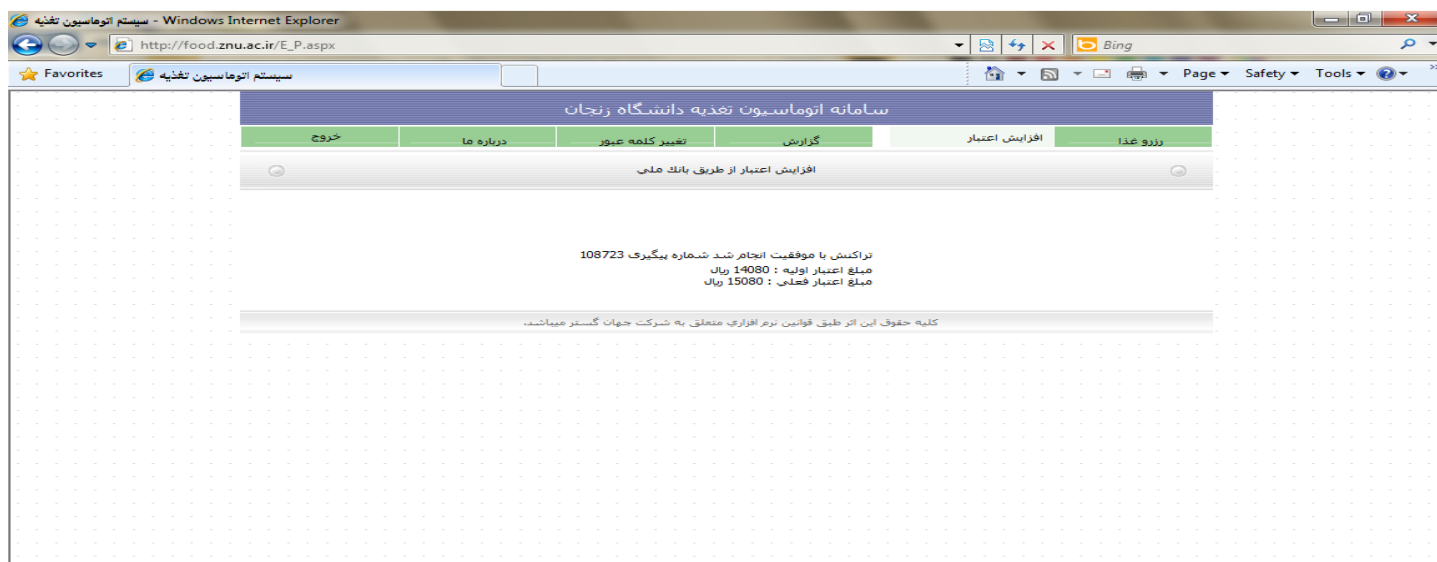 سیستم اتوماسیون تغذیه - Windows Internet Explorer
http://food.znu.ac.ir/E_P.aspx
Bing
Favorites
سیستم اتوماسیون تغذیه
Page Safety Tools
سامانه اتوماسیون تغذیه دانشگاه زنجان
رزرو غذا افزایش اعتبار گزارش تغییر کلمه عبور درباره ما خروج
افزایش اعتبار از طریق بانك ملی
تراکنش با موفقیت انجام شد شماره پیگیری 108723
مبلغ اعتبار اولیه : 14080 ریال
مبلغ اعتبار فعلی : 15080 ریال
کلیه حقوق این اثر طبق قوانین نرم افزاري متعلق به شرکت جهان گستر میباشد.